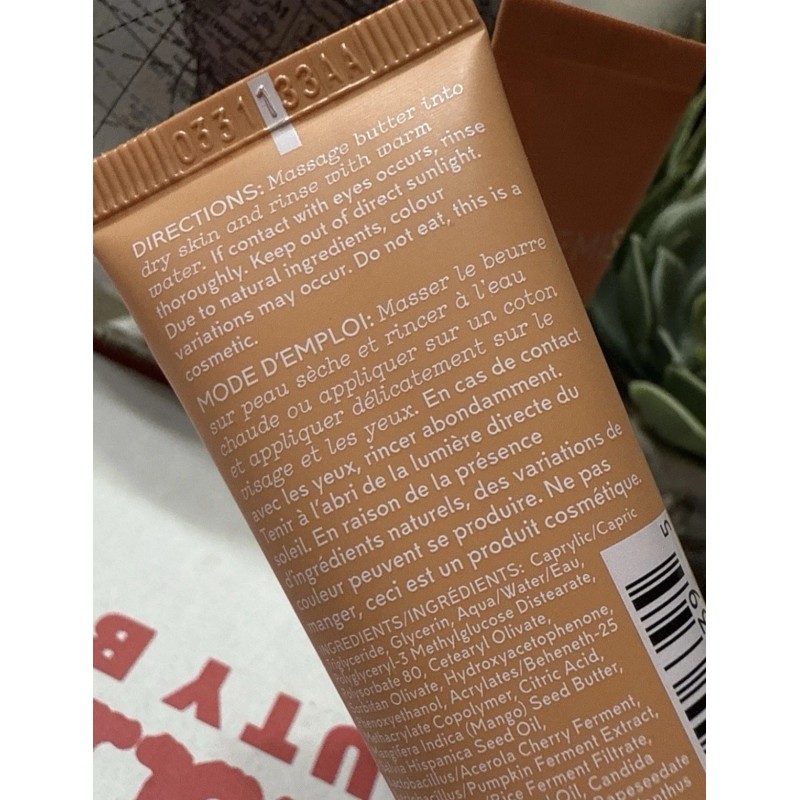 033133AA
DIRECTIONS: Massage butter into
dry skin and rinse with warm
water. If contact with eyes occurs, rinse
thoroughly. Keep out of direct sunlight.
Due to natural ingredients, colour
variations may occur. Do not eat, this is a
cosmetic.
MODE D'EMPLOI: Masser le beurre
sur peau sèche et rincer à l'eau
chaude ou appliquer sur un coton
et appliquer délicatement sur le
visage et les yeux. En cas de contact
avec les yeux, rincer abondamment.
Tenir à l'abri de la lumière directe du
soleil. En raison de la présence
d'ingrédients naturels, des variations de
couleur peuvent se produire. Ne pas
manger, ceci est un produit cosmétique.
INGREDIENTS/INGRÉDIENTS: Caprylic/Capric
Triglyceride, Glycerin, Aqua/Water/Eau,
Polyglyceryl-3 Methylglucose Distearate,
Polysorbate 80, Cetearyl Olivate,
Sorbitan Olivate, Hydroxyacetophenone,
Phenoxyethanol, Acrylates/Beheneth-25
Methacrylate Copolymer, Citric Acid,
Mangifera Indica (Mango) Seed Butter,
Salvia Hispanica Seed Oil,
Lactobacillus/Acerola Cherry Ferment,
Lactobacillus/Pumpkin Ferment Extract,
/Rice Ferment Filtrate,
Oil, Candida